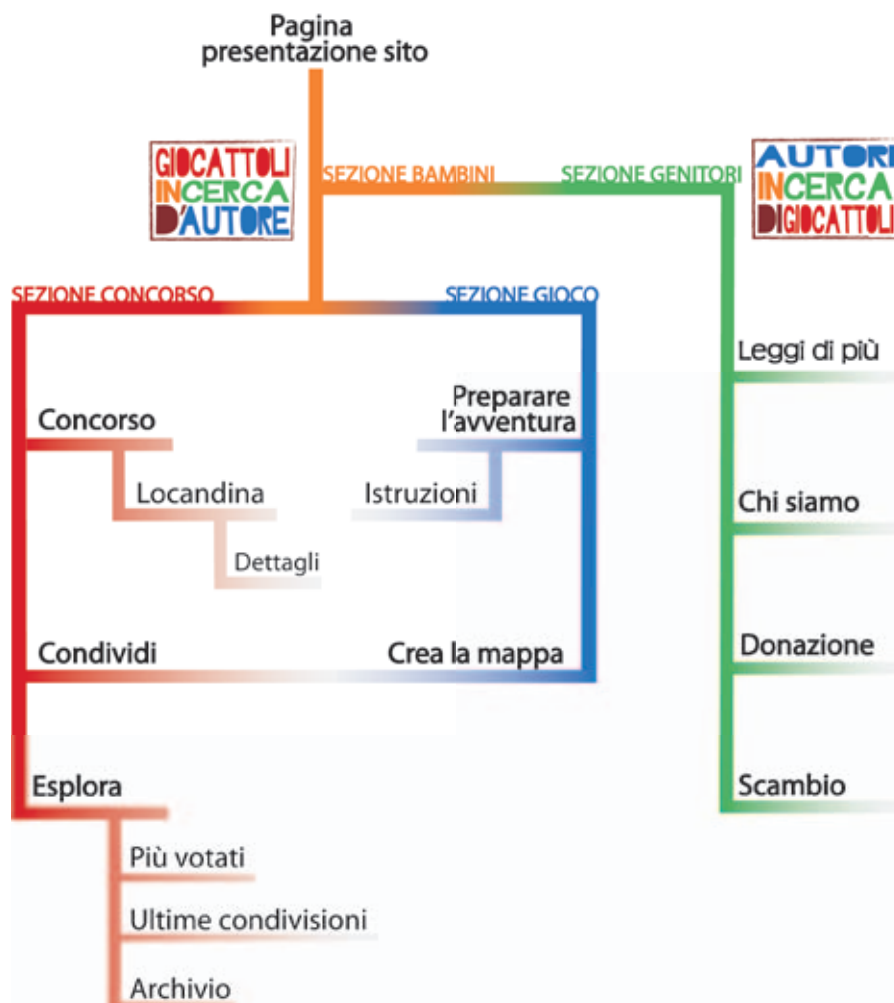 Pagina
presentazione sito
GIOCATTOLI
INCERCA
D'AUTORE
SEZIONE BAMBINI
SEZIONE GENITORI
AUTORI
INCERCA
DIGIOCATTOLI
SEZIONE CONCORSO
SEZIONE GIOCO
Concorso
Locandina
Dettagli
Condividi
Esplora
Più votati
Ultime condivisioni
Archivio
Preparare
l'avventura
Istruzioni
Crea la mappa
Leggi di più
Chi siamo
Donazione
Scambio